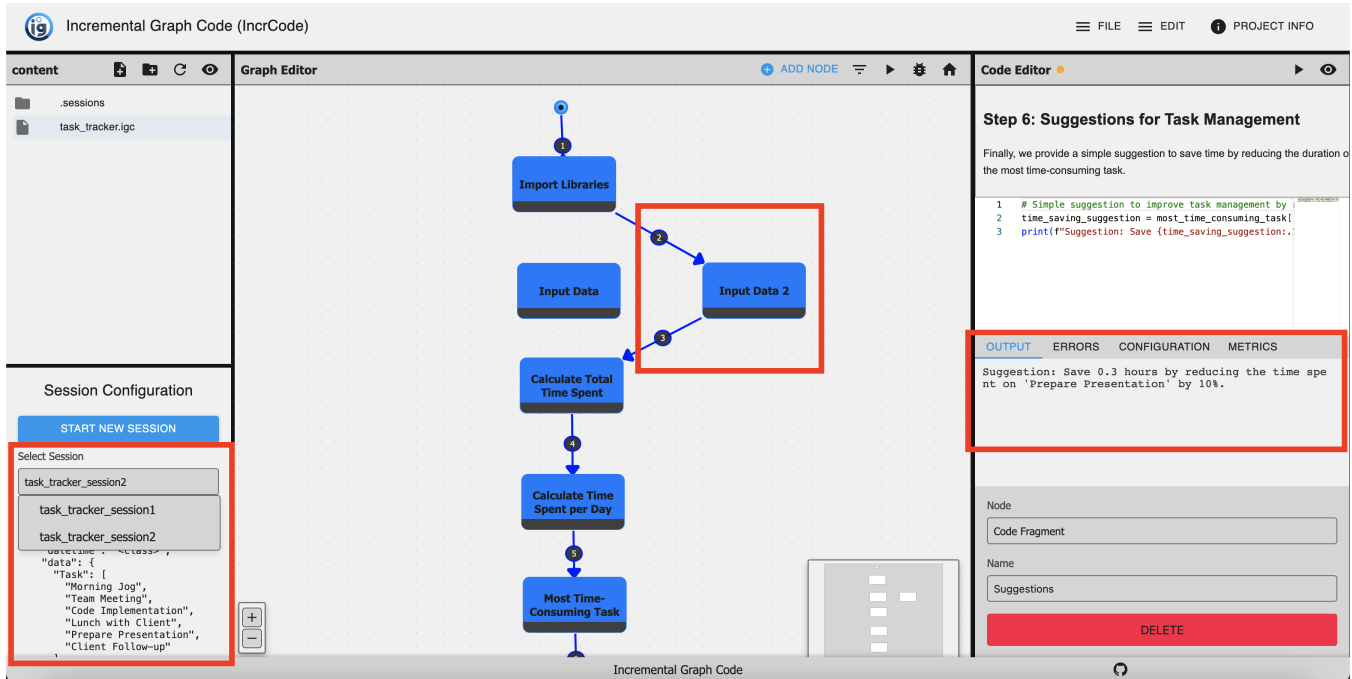 ig
Incremental Graph Code (IncrCode)
FILE
EDIT
PROJECT INFO
content
.sessions
task_tracker.igc
Session Configuration
START NEW SESSION
Select Session
task_tracker_session2
task_tracker_session1
task_tracker_session2
"datetime": "<class>",
"data": {
"Task": [
"Morning Jog",
"Team Meeting",
"Code Implementation",
"Lunch with Client",
"Prepare Presentation",
"Client Follow-up"
Graph Editor
ADD NODE
1
Import Libraries
2
Input Data
Input Data 2
3
Calculate Total
Time Spent
4
Calculate Time
Spent per Day
5
Most Time-
Consuming Task
+
−
Code Editor
Step 6: Suggestions for Task Management
Finally, we provide a simple suggestion to save time by reducing the duration o
the most time-consuming task.
1 # Simple suggestion to improve task management by
2 time_saving_suggestion = most_time_consuming_task[
3 print(f"Suggestion: Save {time_saving_suggestion:.
OUTPUT
ERRORS
CONFIGURATION
METRICS
Suggestion: Save 0.3 hours by reducing the time spe
nt on 'Prepare Presentation' by 10%.
Node
Code Fragment
Name
Suggestions
DELETE
Incremental Graph Code